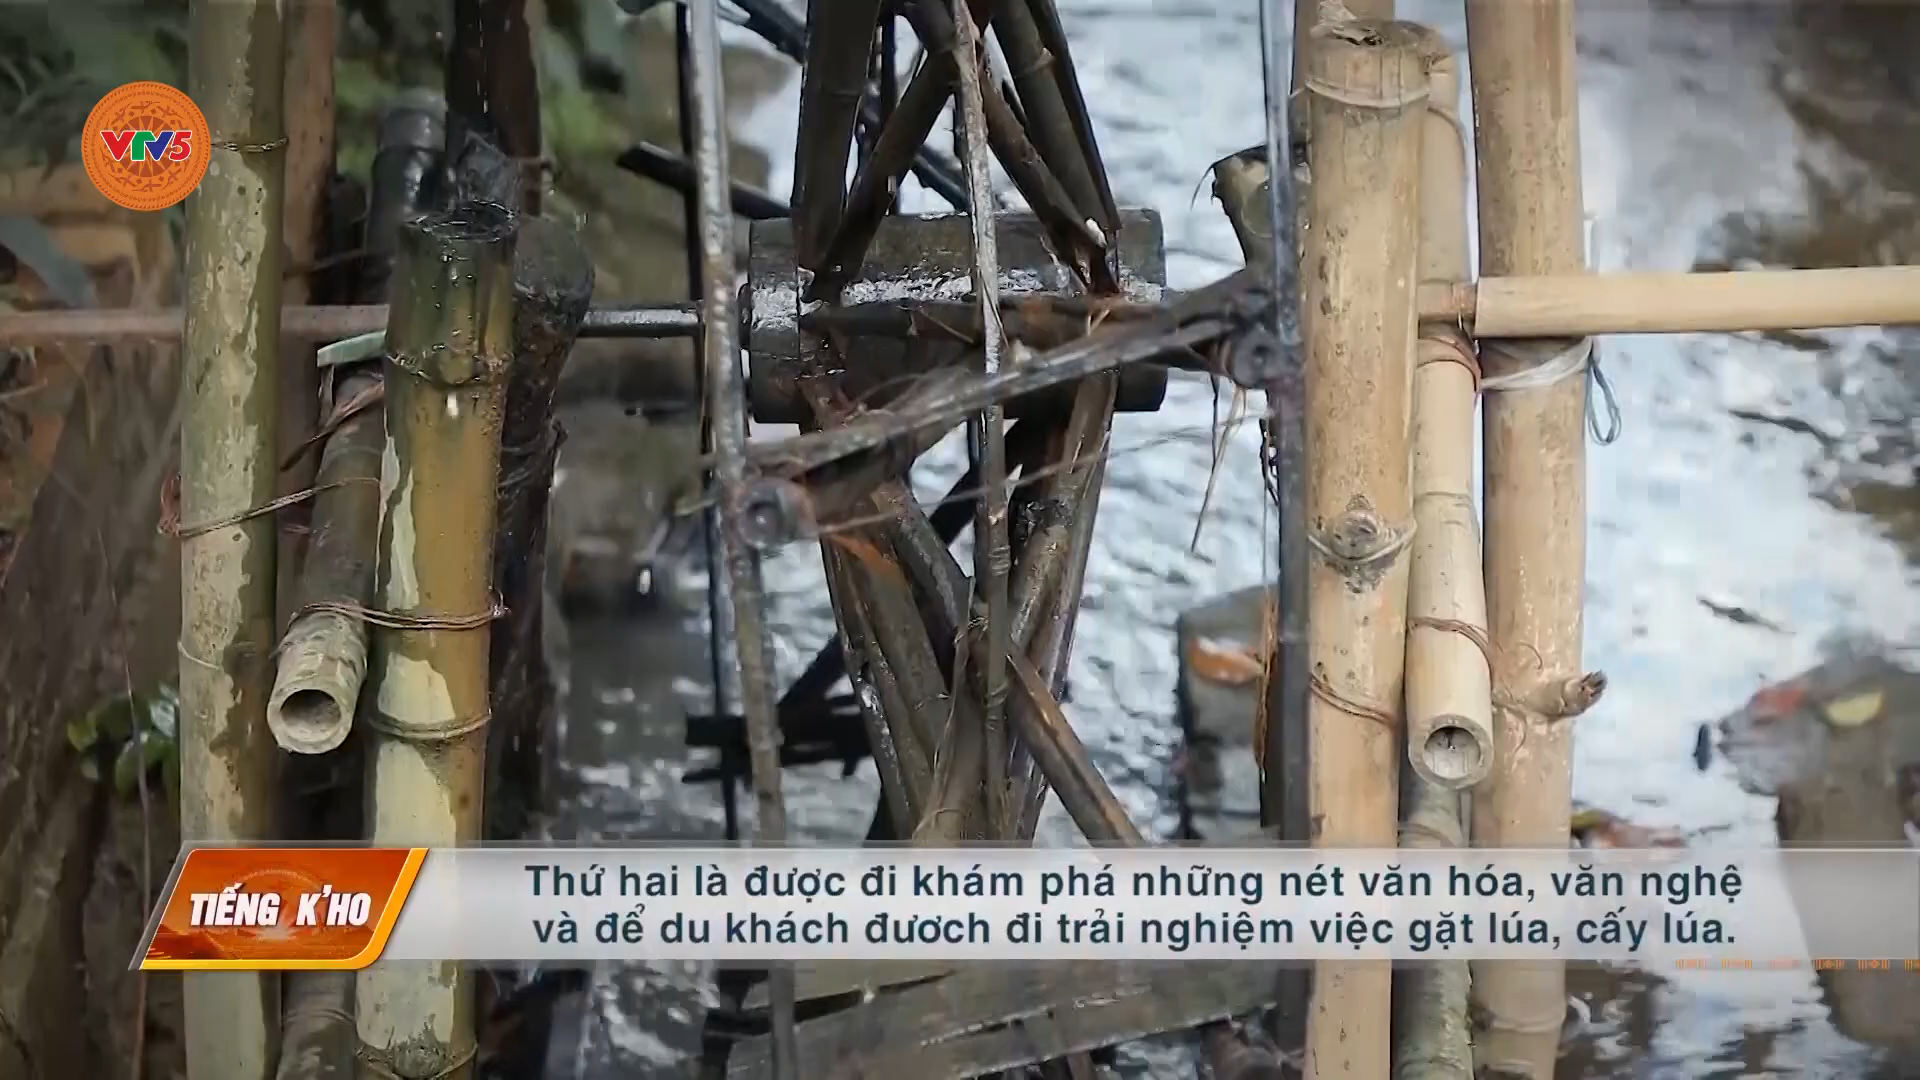 VTV5
TIẾNG K'HO
Thứ hai là được đi khám phá những nét văn hóa, văn nghệ
và để du khách đươch đi trải nghiệm việc gặt lúa, cấy lúa.